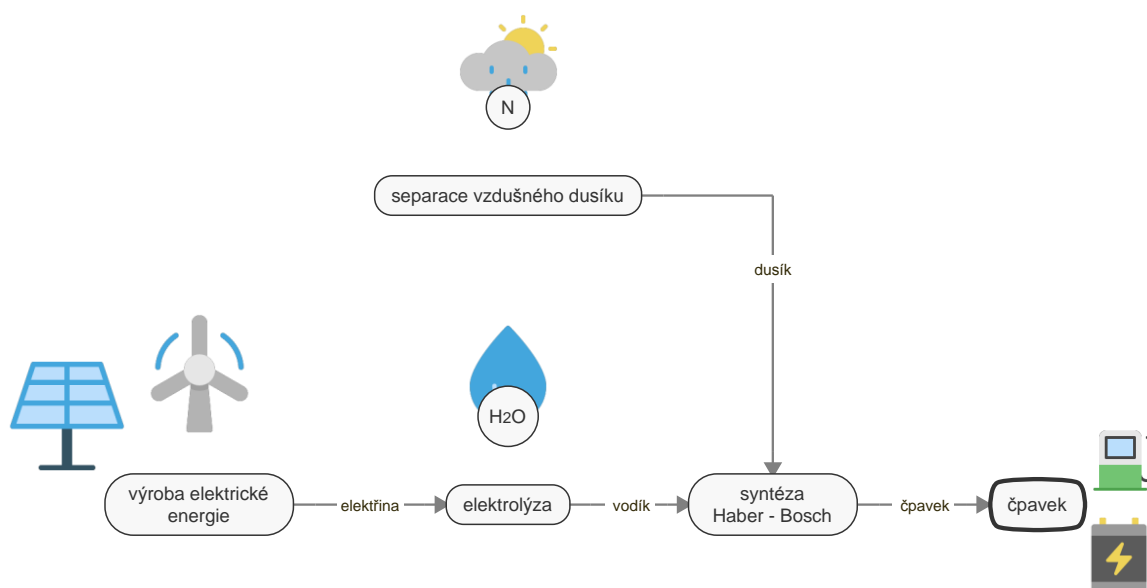 N
separace vzdušného dusíku
dusík
H2O
výroba elektrické
energie
elektřina
elektrolýza
vodík
syntéza
Haber - Bosch
čpavek
čpavek